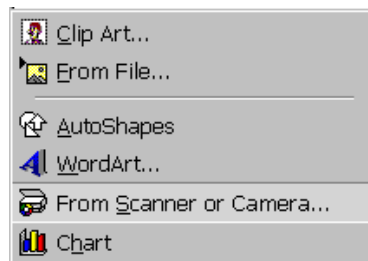 Clip Art...
From File...
AutoShapes
WordArt...
From Scanner or Camera...
Chart